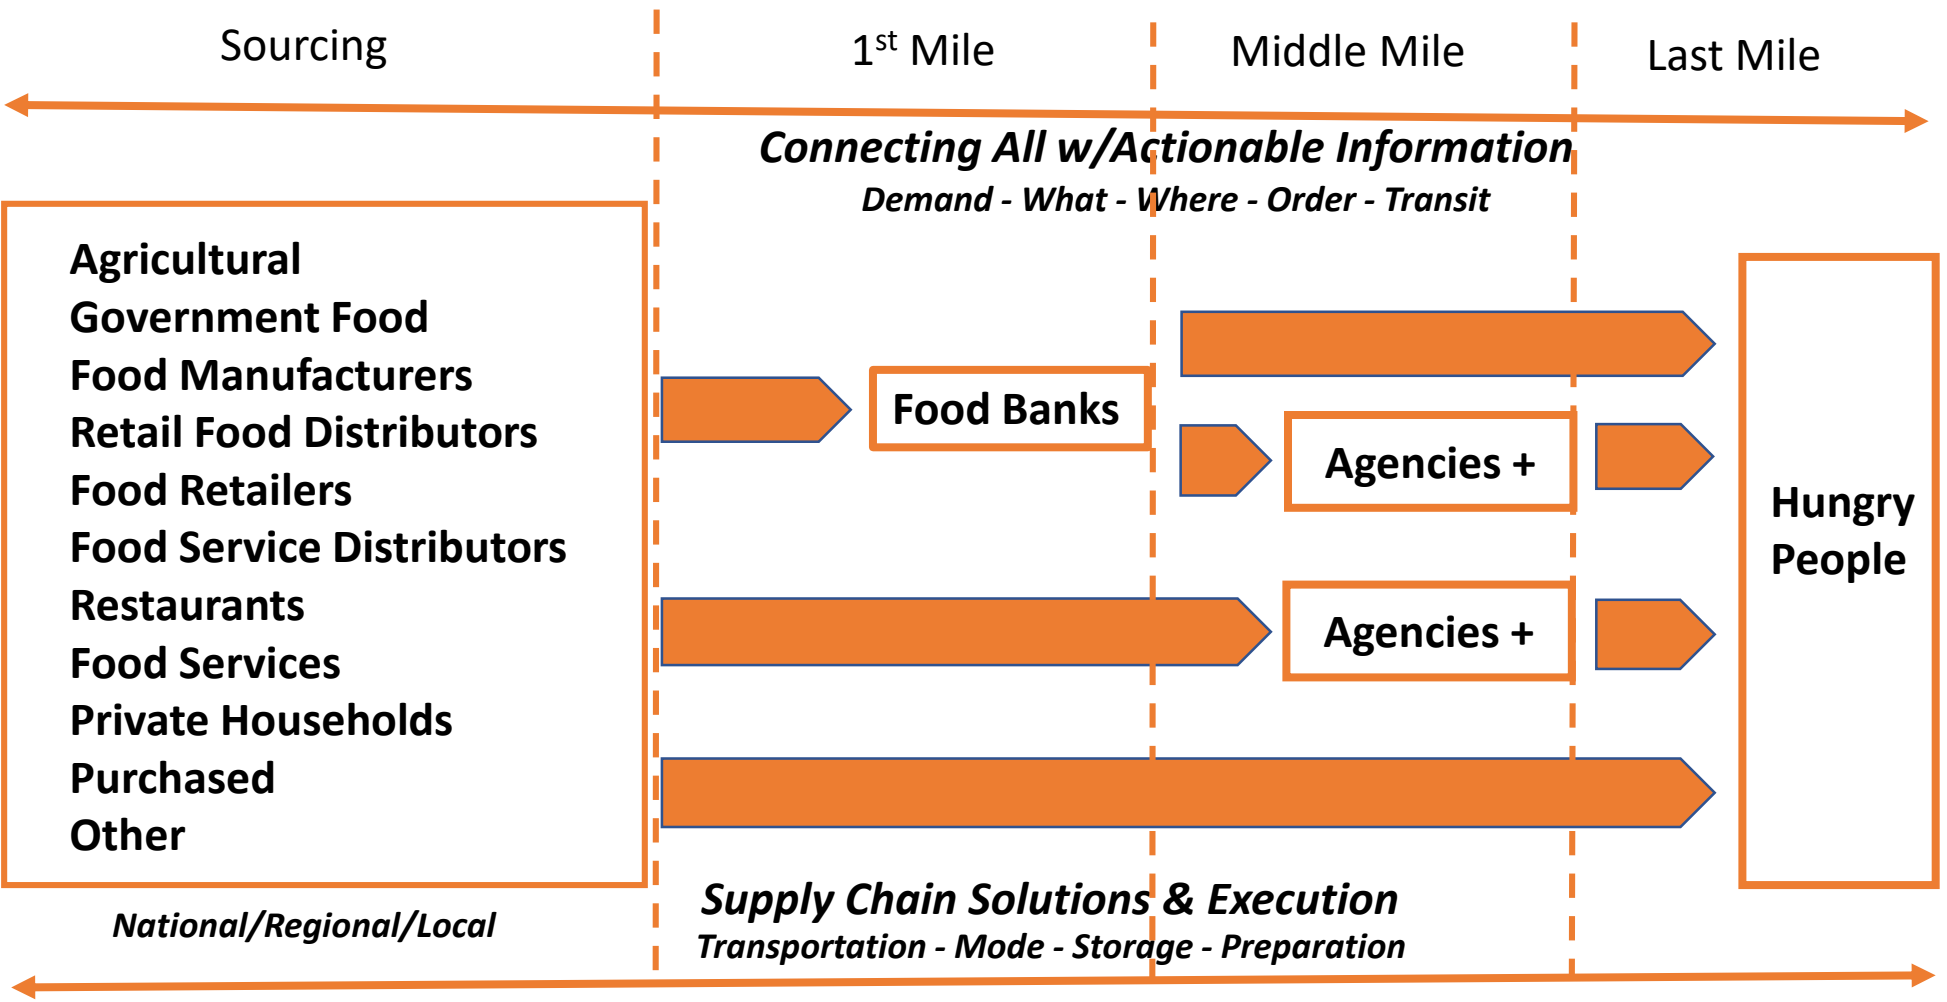 Sourcing
1st Mile
Middle Mile
Last Mile
Connecting All w/Actionable Information
Demand - What - Where - Order - Transit
Agricultural
Government Food
Food Manufacturers
Retail Food Distributors
Food Retailers
Food Service Distributors
Restaurants
Food Services
Private Households
Purchased
Other
Food Banks
Agencies +
Agencies +
Hungry
People
National/Regional/Local
Supply Chain Solutions & Execution
Transportation - Mode - Storage - Preparation